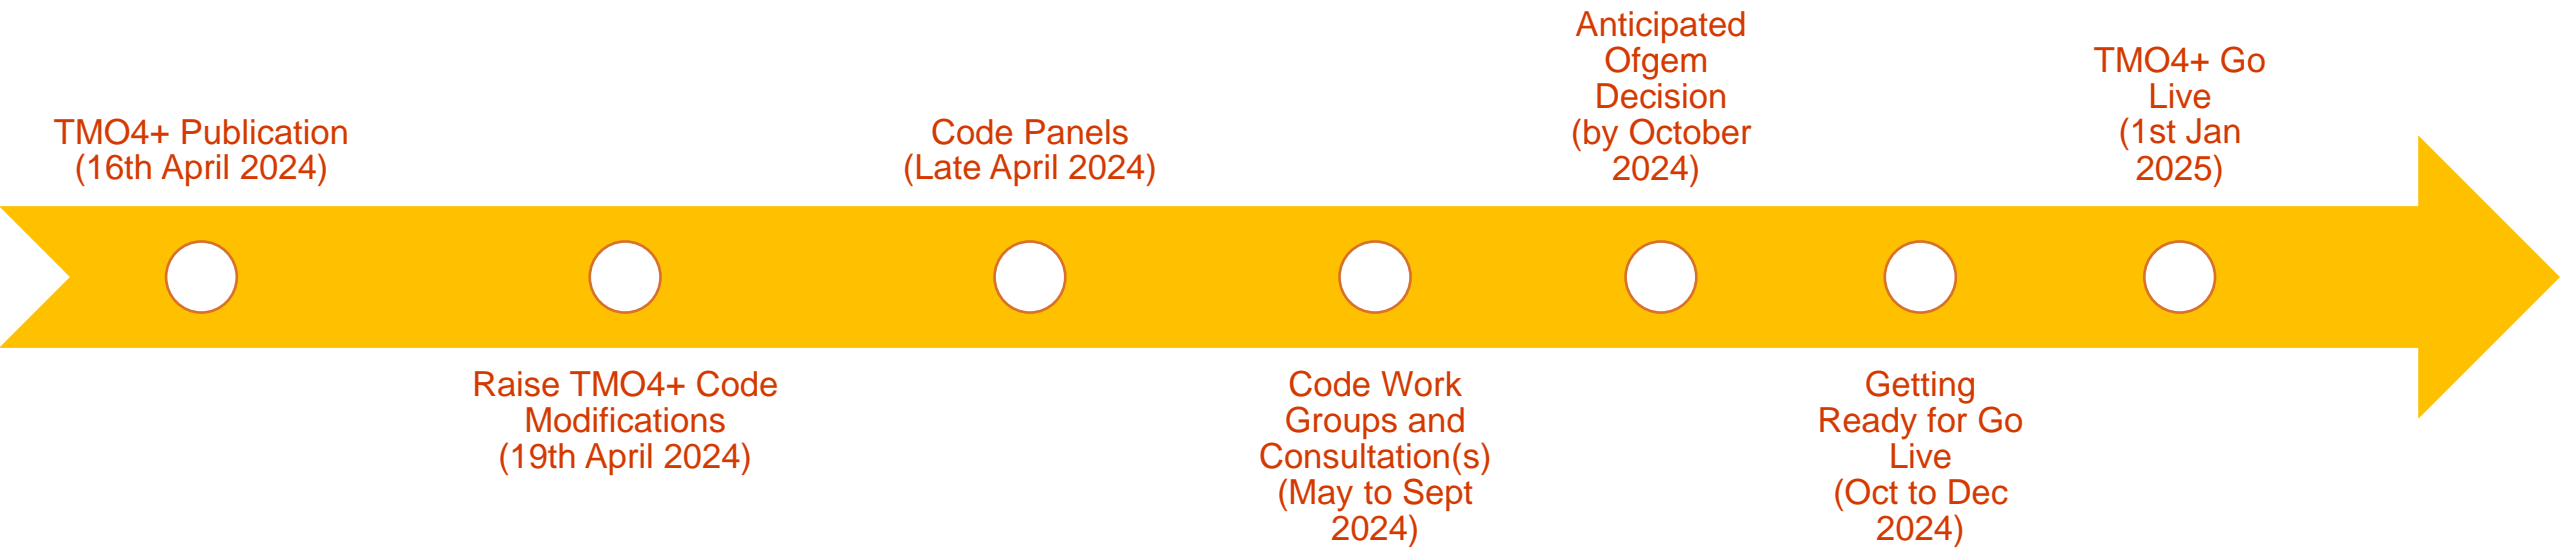 TMO4+ Publication
(16th April 2024)
Raise TMO4+ Code
Modifications
(19th April 2024)
Code Panels
(Late April 2024)
Code Work
Groups and
Consultation(s)
(May to Sept
2024)
Anticipated
Ofgem
Decision
(by October
2024)
Getting
Ready for Go
Live
(Oct to Dec
2024)
TMO4+ Go
Live
(1st Jan
2025)